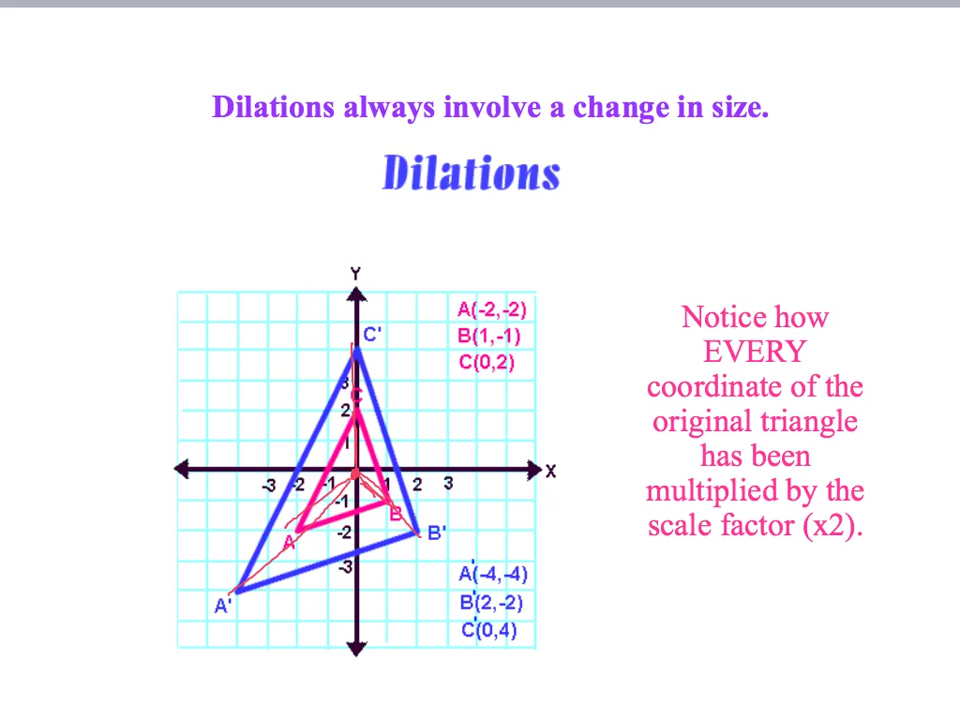 Dilations always involve a change in size.
Dilations
Y
C'
A(-2,-2)
B(1,-1)
C(0,2)
3
C
2
1
X
-3 -2 -1 1 2 3
-1
B
A
-2
B'
-3
A'
A'(-4,-4)
B'(2,-2)
C'(0,4)
Notice how
EVERY
coordinate of the
original triangle
has been
multiplied by the
scale factor (x2).